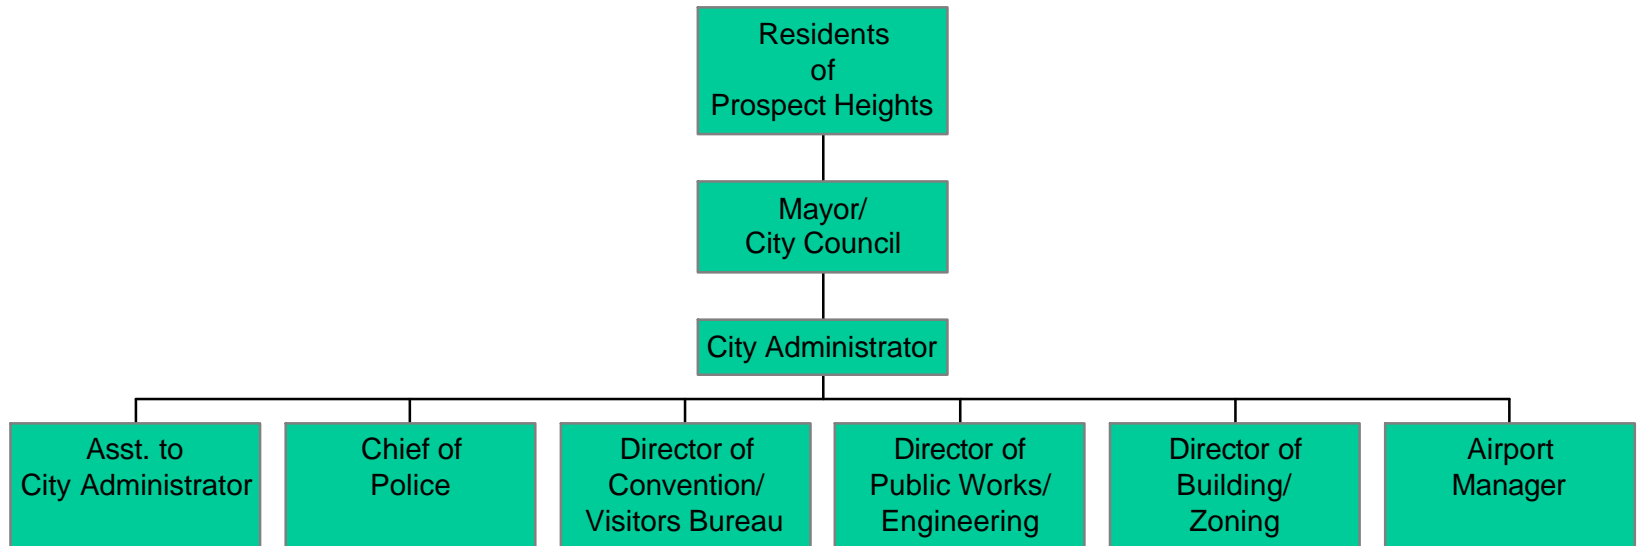 Residents
of
Prospect Heights
Mayor/
City Council
City Administrator
Asst. to
City Administrator
Chief of
Police
Director of
Convention/
Visitors Bureau
Director of
Public Works/
Engineering
Director of
Building/
Zoning
Airport
Manager